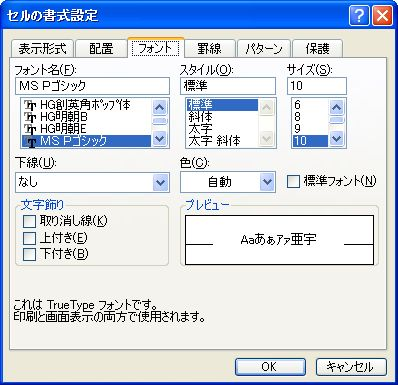 セルの書式設定
表示形式 配置 フォント 罫線 パターン 保護
フォント名(F): スタイル(O): サイズ(S):
ＭＳ Ｐゴシック 標準 10
HG創英角ﾎﾟｯﾌﾟ体 標準 6
HG明朝B 斜体 8
HG明朝E 太字 9
ＭＳ Ｐゴシック 太字 斜体 10
下線(U): 色(C):
なし 自動 標準フォント(N)
文字飾り プレビュー
取り消し線(K)
上付き(E)
下付き(B)
Aaあぁアァ亜宇
これは TrueType フォントです。
印刷と画面表示の両方で使用されます。
OK キャンセル